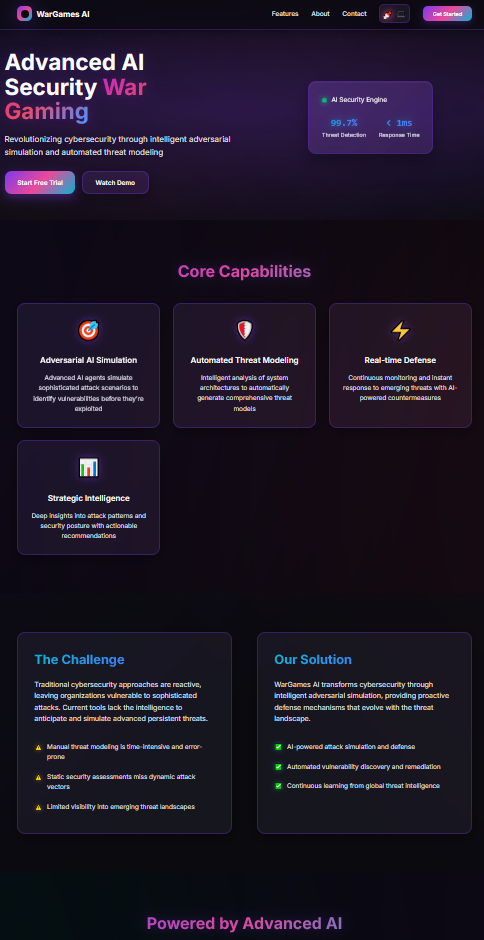 WarGames AI
Features
About
Contact
Get Started
Advanced AI
Security War
Gaming
Revolutionizing cybersecurity through intelligent adversarial
simulation and automated threat modeling
Start Free Trial
Watch Demo
AI Security Engine
99.7%
Threat Detection
< 1ms
Response Time
Core Capabilities
Adversarial AI Simulation
Advanced AI agents simulate
sophisticated attack scenarios to
identify vulnerabilities before they're
exploited
Automated Threat Modeling
Intelligent analysis of system
architectures to automatically
generate comprehensive threat
models
Real-time Defense
Continuous monitoring and instant
response to emerging threats with AI-
powered countermeasures
Strategic Intelligence
Deep insights into attack patterns and
security posture with actionable
recommendations
The Challenge
Traditional cybersecurity approaches are reactive,
leaving organizations vulnerable to sophisticated
attacks. Current tools lack the intelligence to
anticipate and simulate advanced persistent threats.
Manual threat modeling is time-intensive and error-
prone
Static security assessments miss dynamic attack
vectors
Limited visibility into emerging threat landscapes
Our Solution
WarGames AI transforms cybersecurity through
intelligent adversarial simulation, providing proactive
defense mechanisms that evolve with the threat
landscape.
AI-powered attack simulation and defense
Automated vulnerability discovery and remediation
Continuous learning from global threat intelligence
Powered by Advanced AI